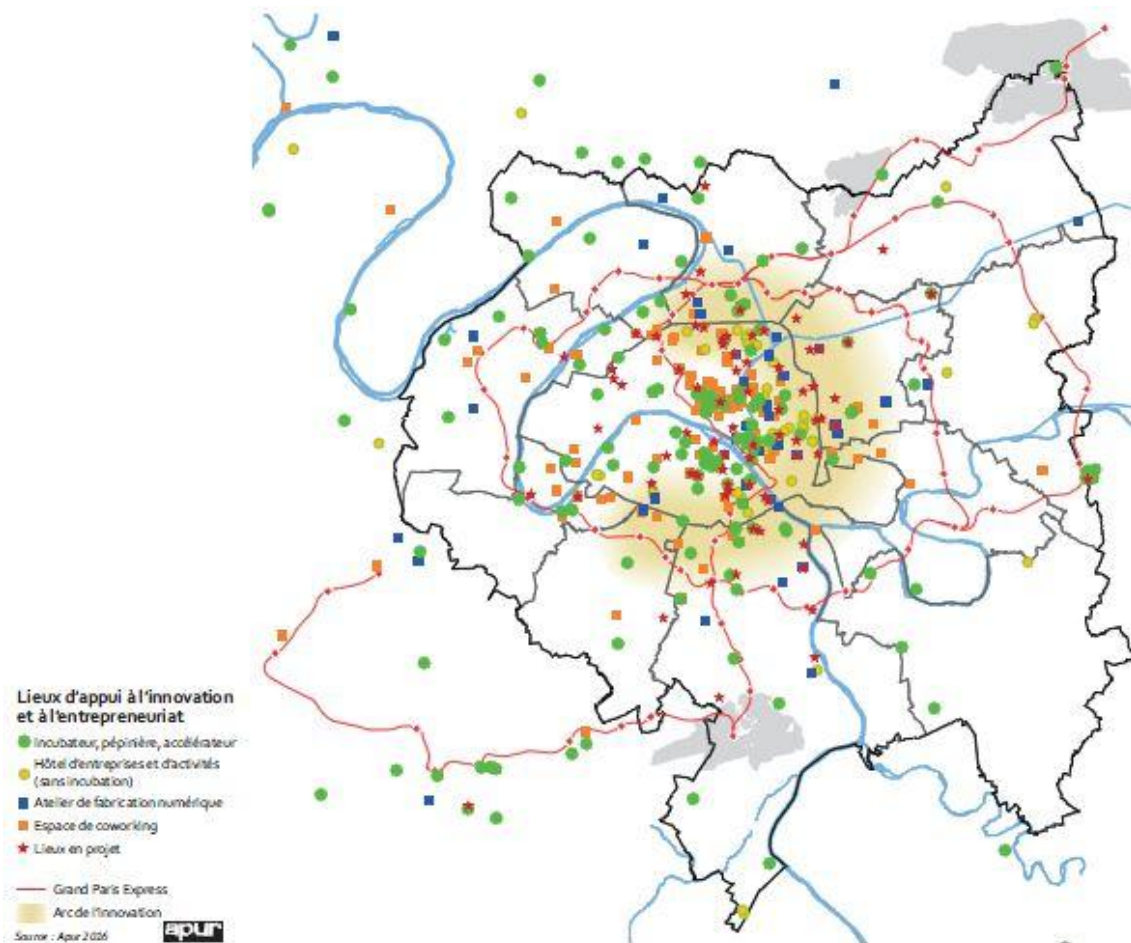 Lieux d'appui à l'innovation
et à l'entrepreneuriat
Incubateur, pépinière, accélérateur
Hôtel d'entreprises et d'activités
(sans incubation)
Atelier de fabrication numérique
Espace de coworking
Lieux en projet
Grand Paris Express
Arc de l'Innovation
Source : Apur 2016
apur